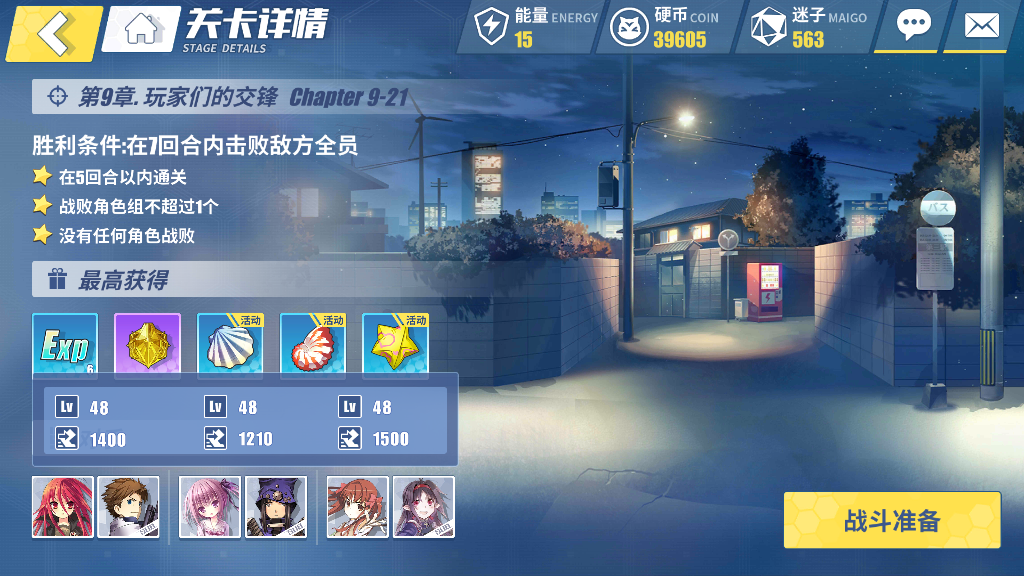 关卡详情
STAGE DETAILS
能量 ENERGY
15
硬币 COIN
39605
迷子 MAIGO
563
第9章.玩家们的交锋 Chapter 9-21
胜利条件:在7回合内击败敌方全员
在5回合以内通关
战败角色组不超过1个
没有任何角色战败
最高获得
Exp
6
活动
活动
活动
Lv 48
Lv 48
Lv 48
1400
1210
1500
バス
战斗准备